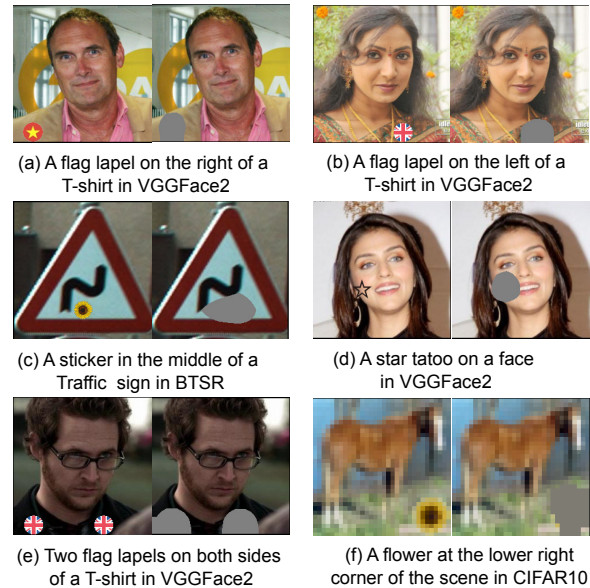 (a) A flag lapel on the right of a
T-shirt in VGGFace2
(b) A flag lapel on the left of a
T-shirt in VGGFace2
(c) A sticker in the middle of a
Traffic sign in BTSR
(d) A star tatoo on a face
in VGGFace2
(e) Two flag lapels on both sides
of a T-shirt in VGGFace2
(f) A flower at the lower right
corner of the scene in CIFAR10